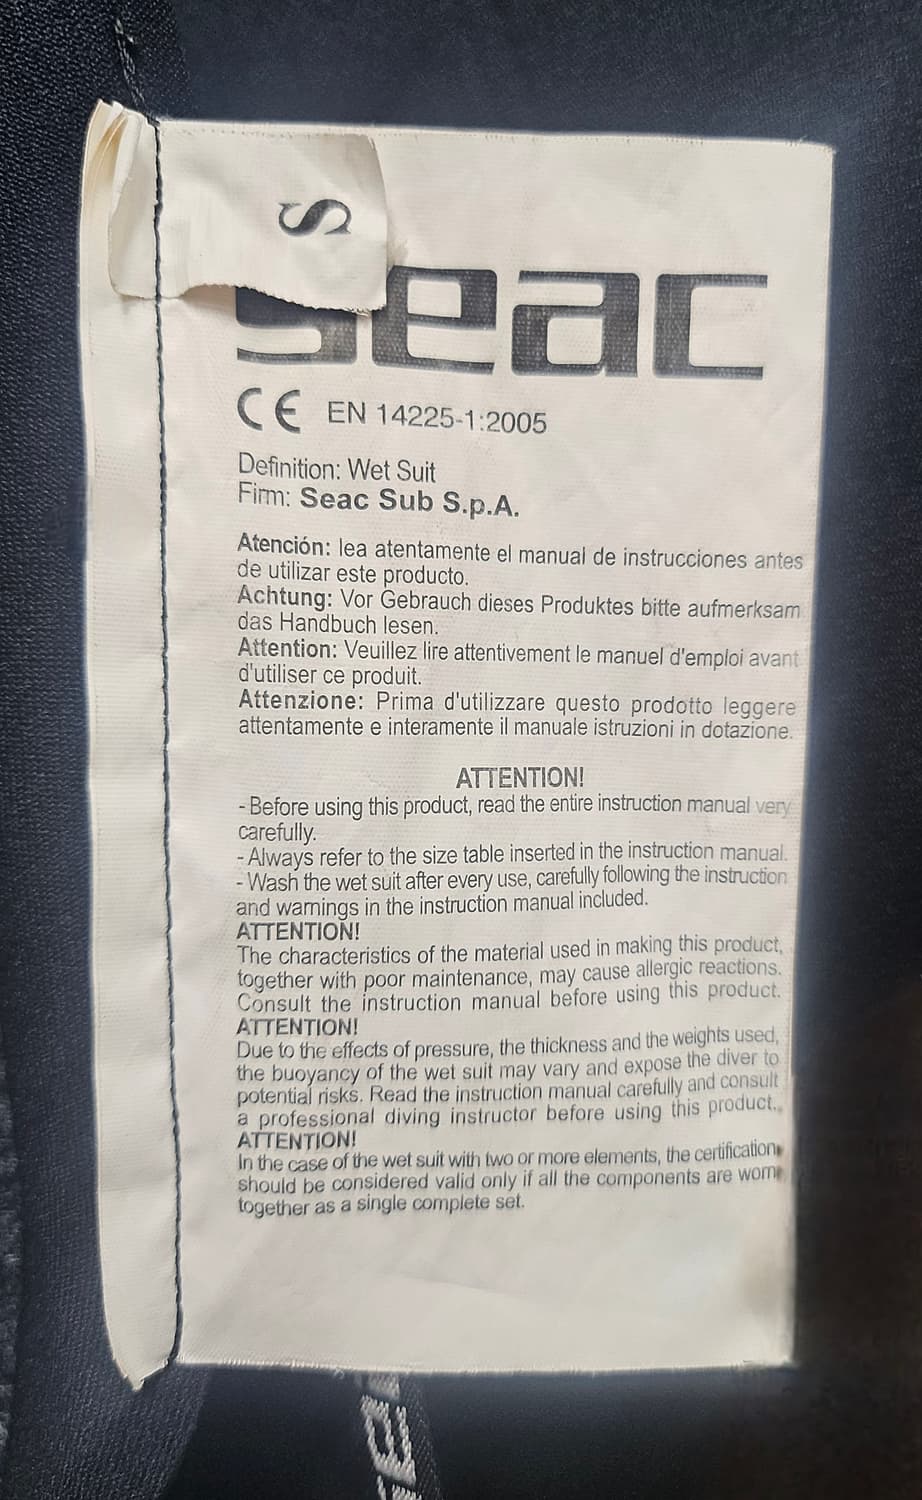 S
seac
CE EN 14225-1:2005
Definition: Wet Suit
Firm: Seac Sub S.p.A.
Atención: lea atentamente el manual de instrucciones antes
de utilizar este producto.
Achtung: Vor Gebrauch dieses Produktes bitte aufmerksam
das Handbuch lesen.
Attention: Veuillez lire attentivement le manuel d'emploi avant
d'utiliser ce produit.
Attenzione: Prima d'utilizzare questo prodotto leggere
attentamente e interamente il manuale istruzioni in dotazione.
ATTENTION!
- Before using this product, read the entire instruction manual very
carefully.
- Always refer to the size table inserted in the instruction manual.
- Wash the wet suit after every use, carefully following the instruction
and warnings in the instruction manual included.
ATTENTION!
The characteristics of the material used in making this product,
together with poor maintenance, may cause allergic reactions.
Consult the instruction manual before using this product.
ATTENTION!
Due to the effects of pressure, the thickness and the weights used,
the buoyancy of the wet suit may vary and expose the diver to
potential risks. Read the instruction manual carefully and consult
a professional diving instructor before using this product.
ATTENTION!
In the case of the wet suit with two or more elements, the certification
should be considered valid only if all the components are worn
together as a single complete set.